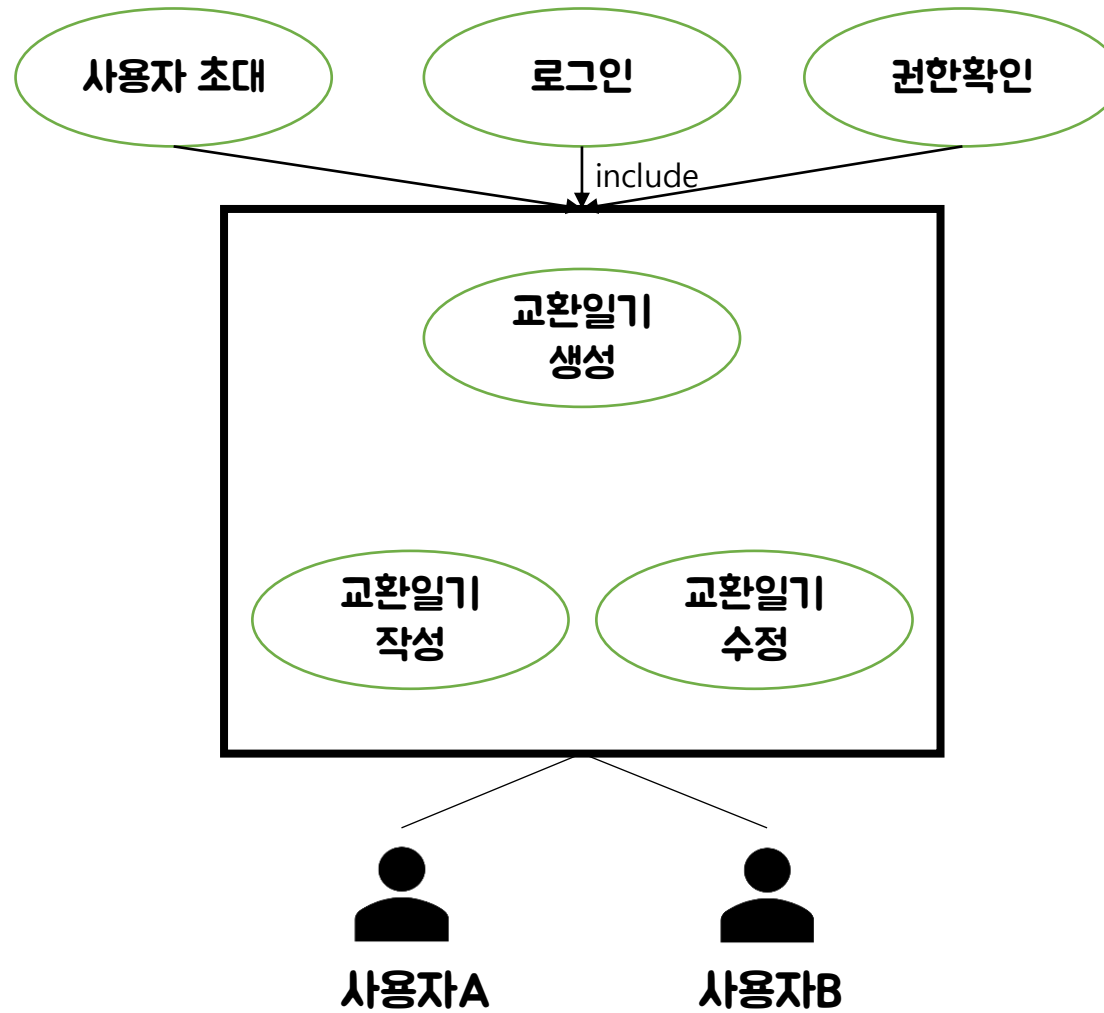 사용자 초대
로그인
권한확인
include
교환일기
생성
교환일기
작성
교환일기
수정
사용자A
사용자B